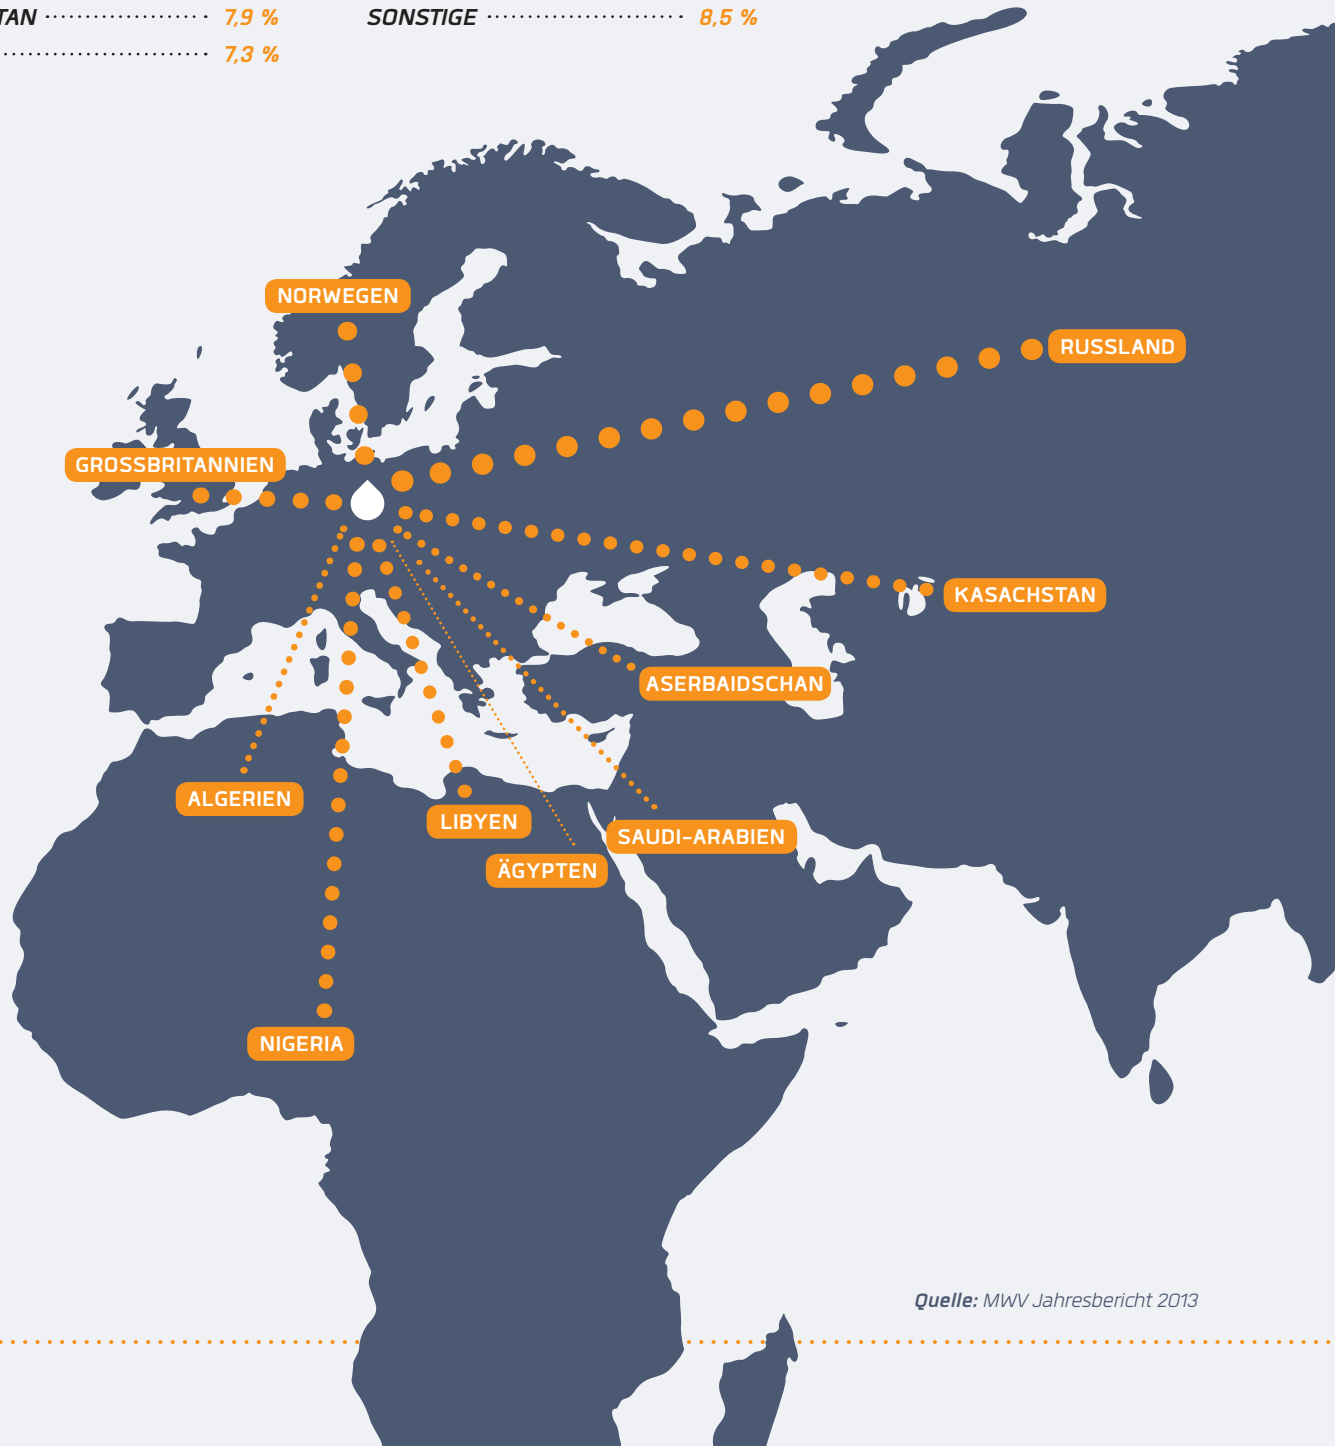 TAN 7,9 %
SONSTIGE 8,5 %
7,3 %
NORWEGEN
RUSSLAND
GROSSBRITANNIEN
KASACHSTAN
ASERBAIDSCHAN
ALGERIEN
LIBYEN
SAUDI-ARABIEN
ÄGYPTEN
NIGERIA
Quelle: MWV Jahresbericht 2013